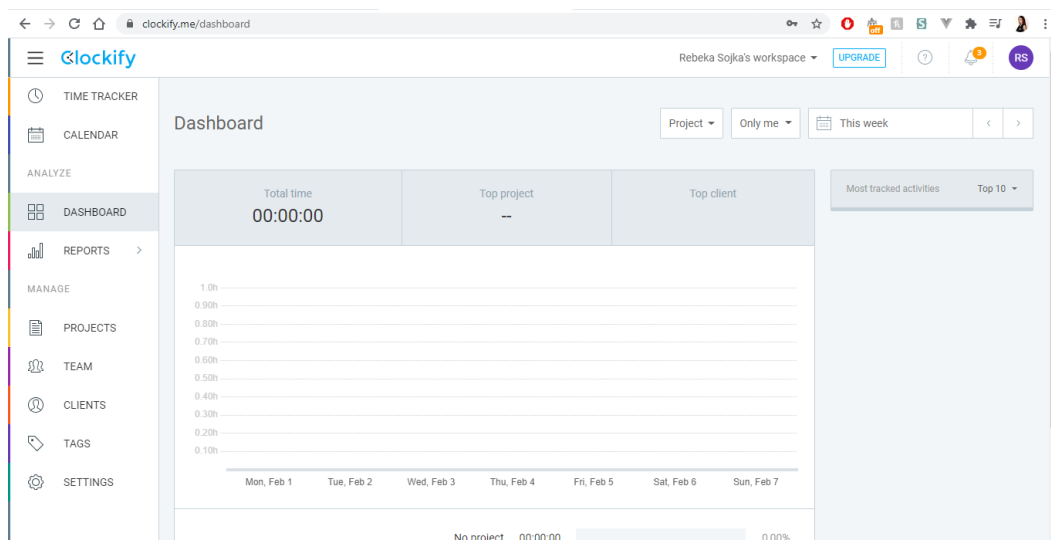 clockify.me/dashboard
off
Clockify
Rebeka Sojka's workspace
UPGRADE
?
3
RS
TIME TRACKER
CALENDAR
ANALYZE
DASHBOARD
REPORTS
MANAGE
PROJECTS
TEAM
CLIENTS
TAGS
SETTINGS
Dashboard
Project
Only me
This week
Total time
00:00:00
Top project
--
Top client
Most tracked activities Top 10
1.0h
0.90h
0.80h
0.70h
0.60h
0.50h
0.40h
0.30h
0.20h
0.10h
Mon, Feb 1 Tue, Feb 2 Wed, Feb 3 Thu, Feb 4 Fri, Feb 5 Sat, Feb 6 Sun, Feb 7
No project 00:00:00 0.00%